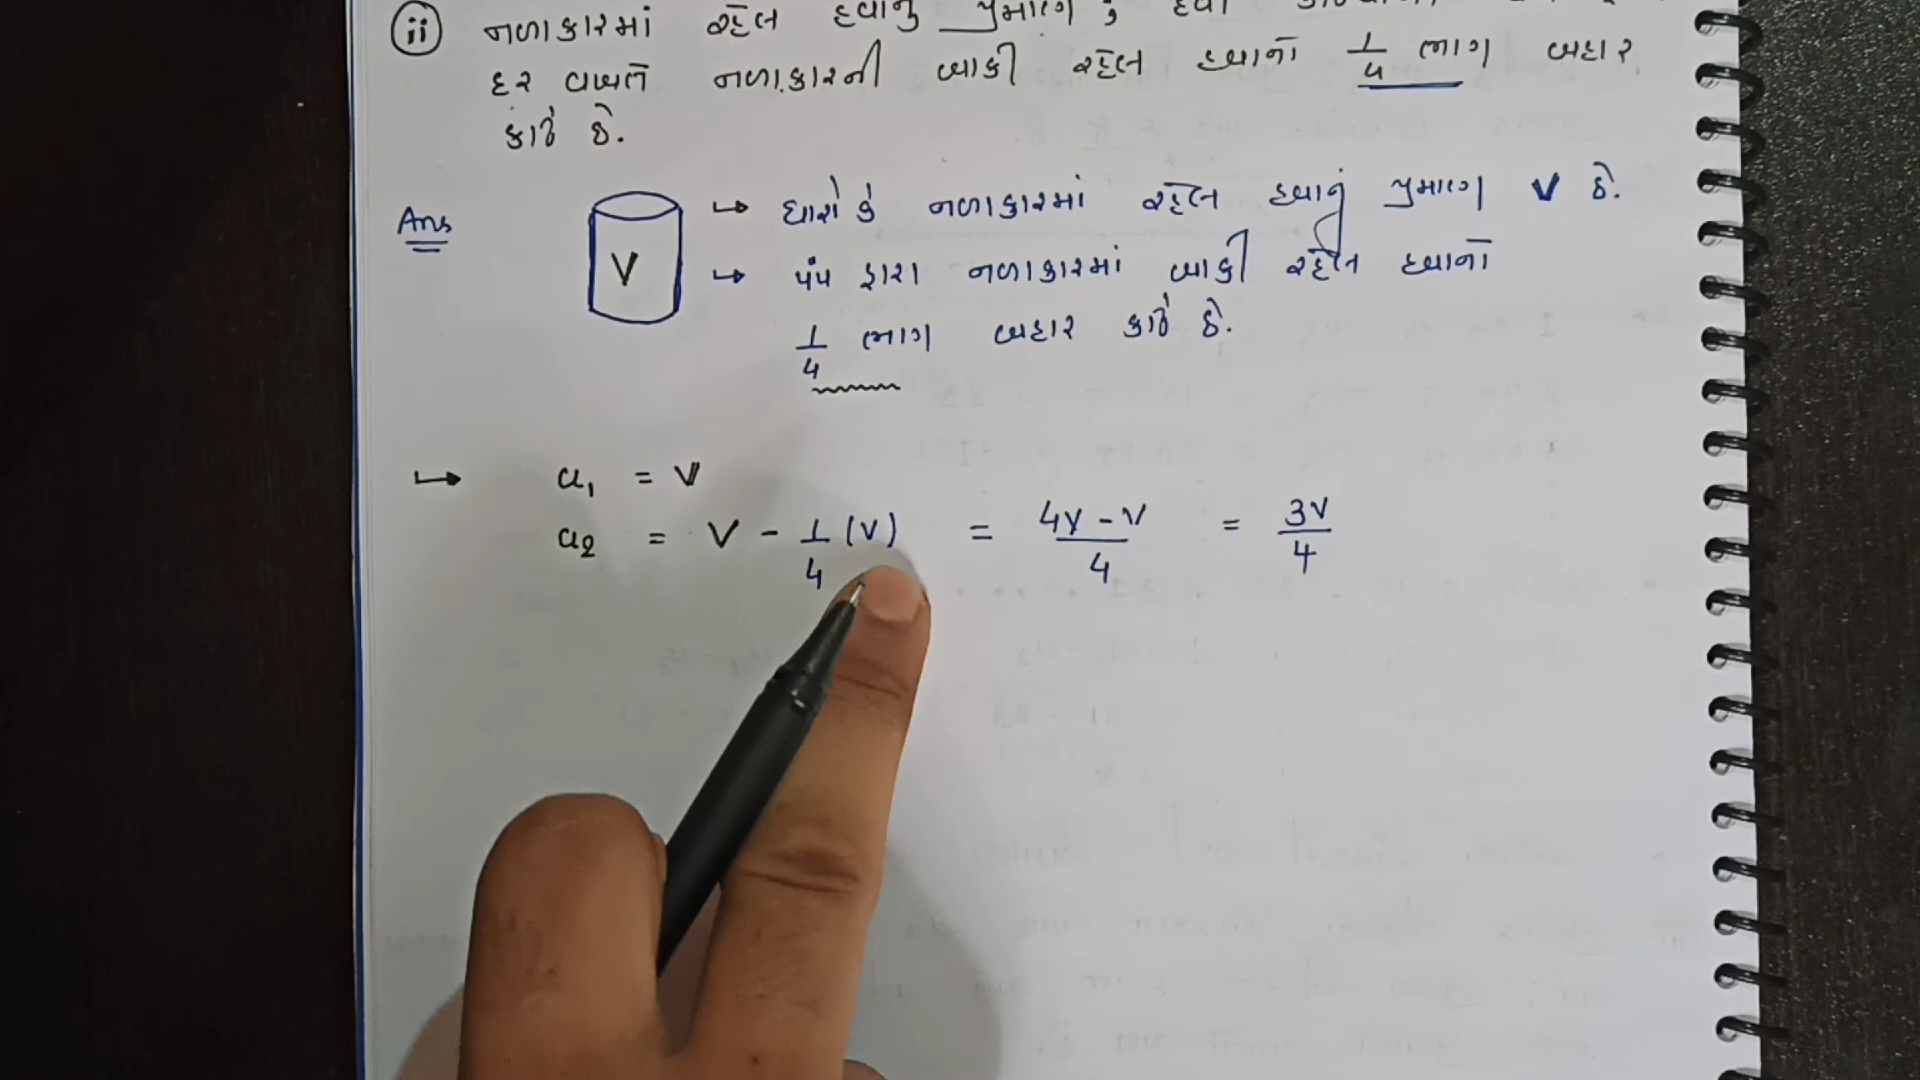 (ii) નળાકારમાં રહેલ હવાનું પ્રમાણ, હવા
દર વખતે નળાકારની બાકી રહેલ હવાનો 1/4 ભાગ બહાર
કાઢે છે.
Ans
→ ધારો કે નળાકારમાં રહેલ હવાનું પ્રમાણ V છે.
V
→ પંપ દ્વારા નળાકારમાં બાકી રહેલ હવાનો
1/4 ભાગ બહાર કાઢે છે.
→ a₁ = V
a₂ = V - 1/4 (V) = 4V - V / 4 = 3V / 4